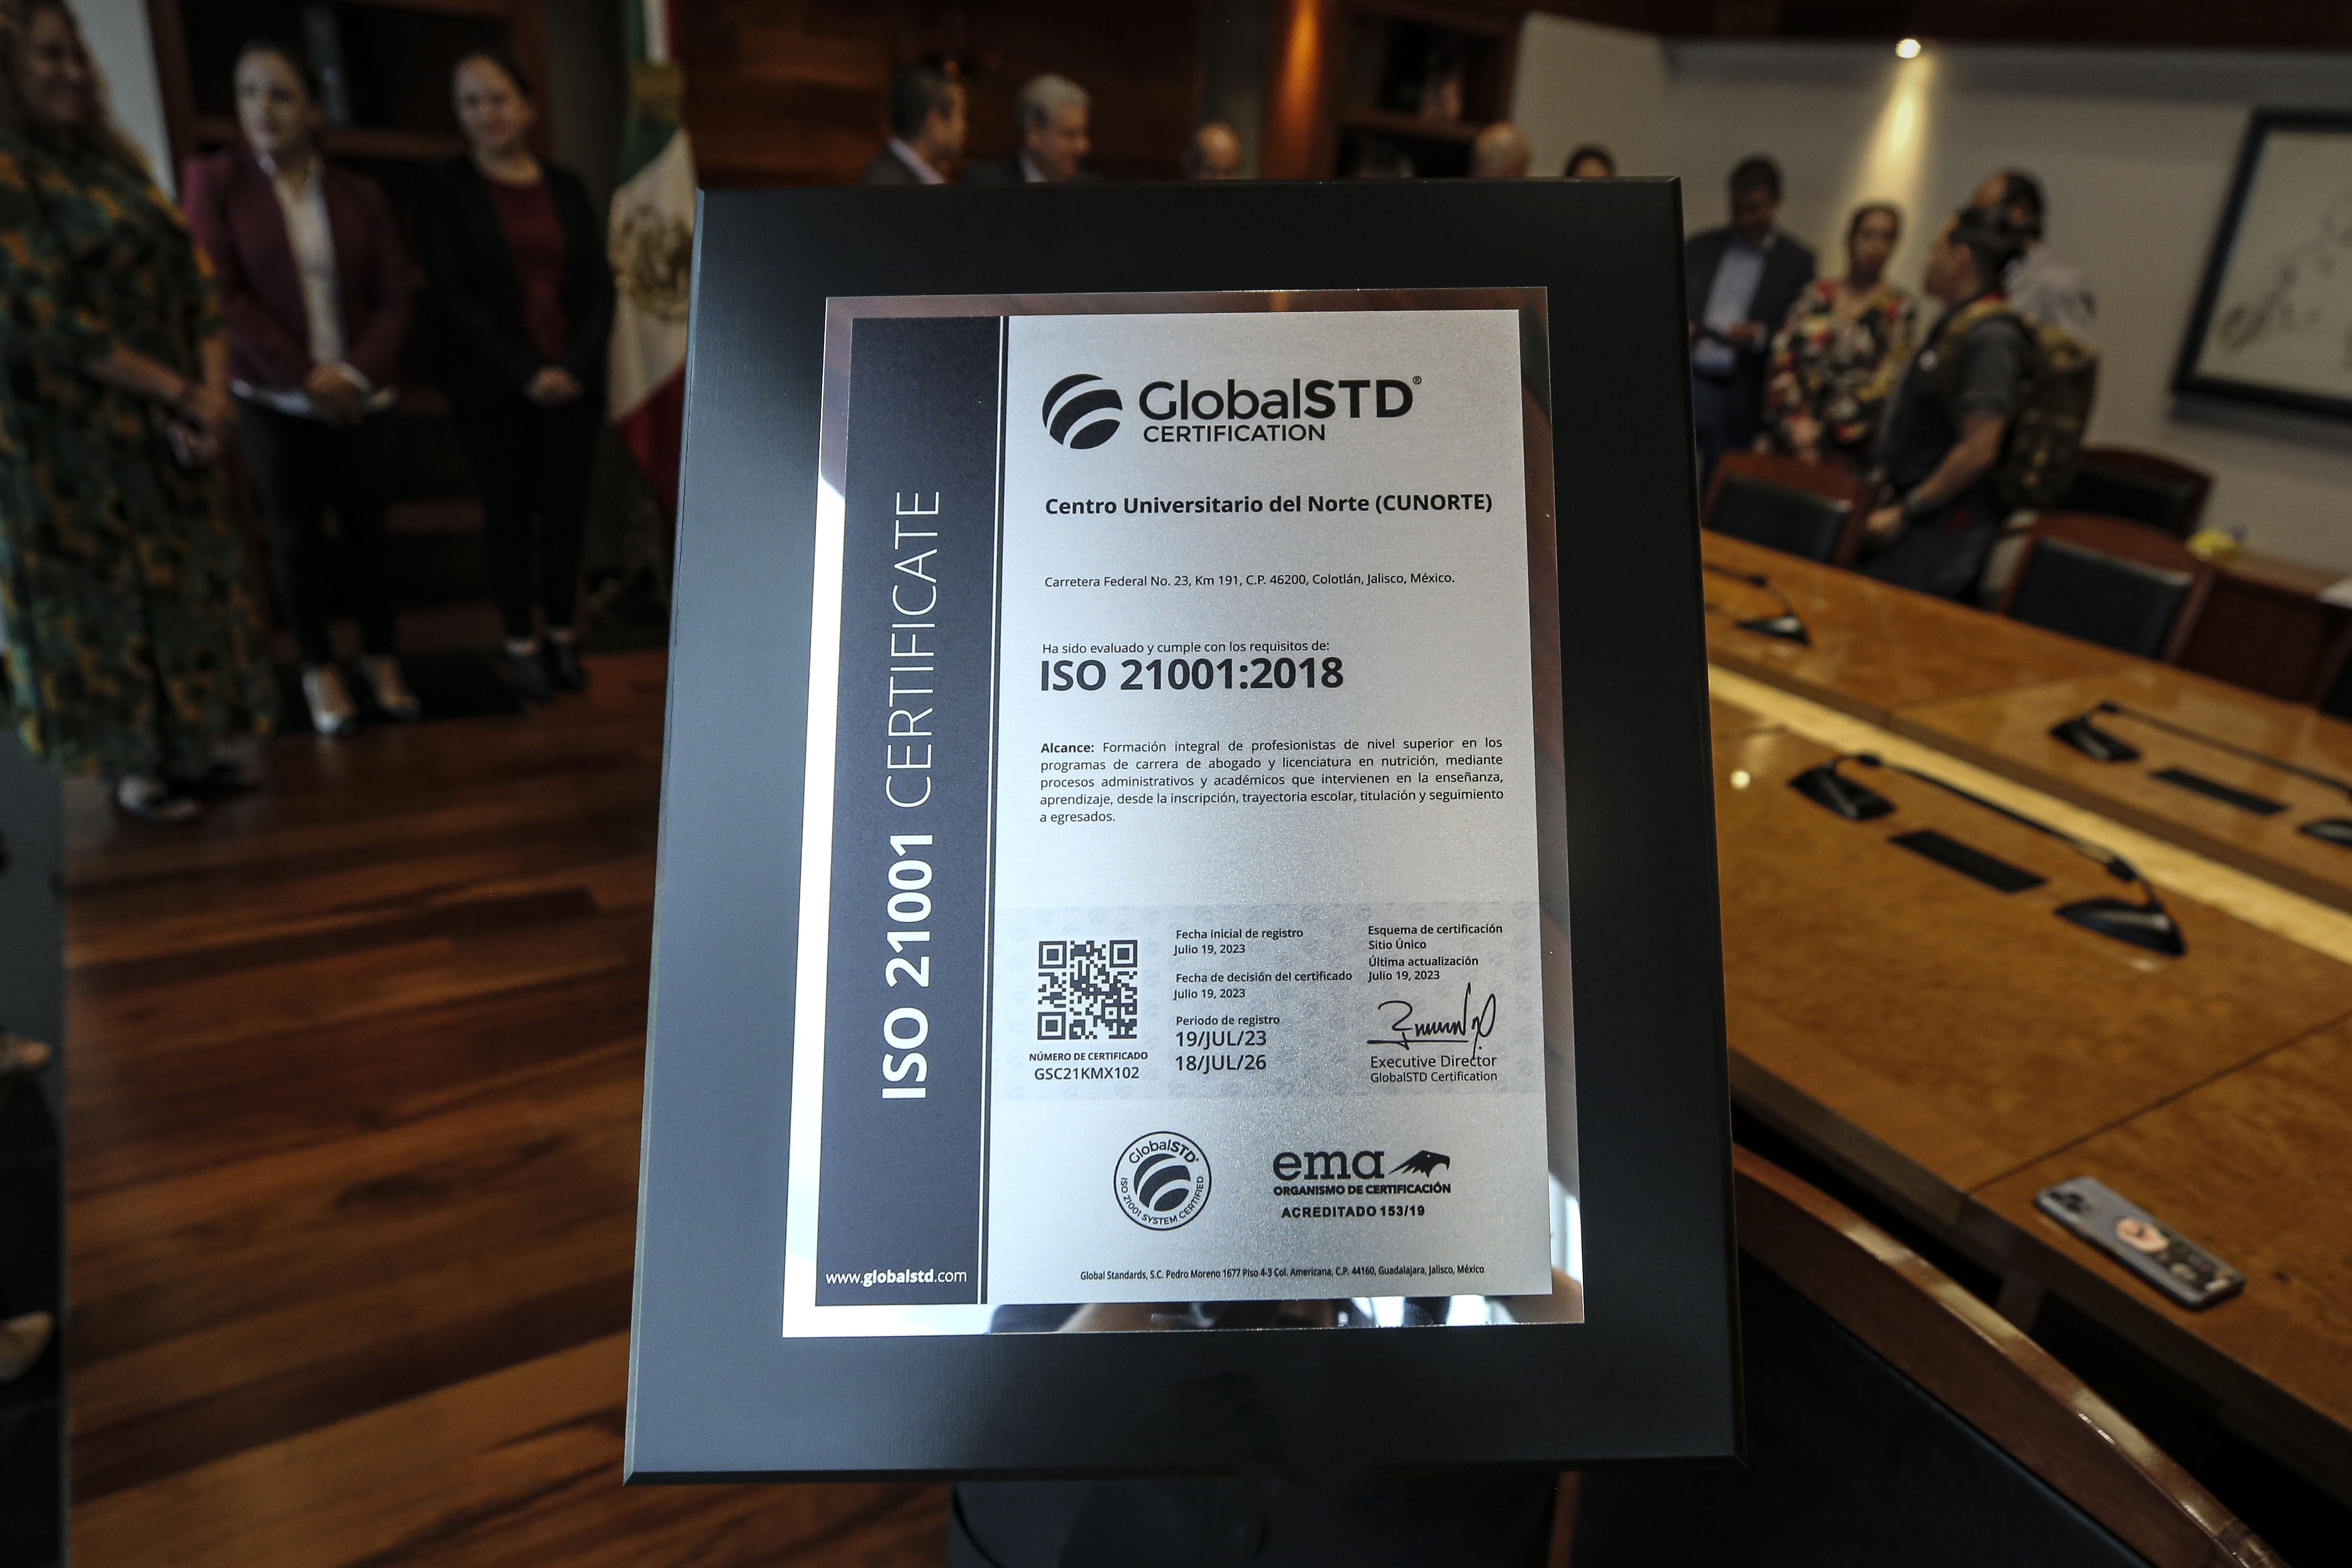 ISO 21001 CERTIFICATE
www.globalstd.com
GlobalSTD®
CERTIFICATION
Centro Universitario del Norte (CUNORTE)
Carretera Federal No. 23, Km 191, C.P. 46200, Colotlán, Jalisco, México.
Ha sido evaluado y cumple con los requisitos de:
ISO 21001:2018
Alcance: Formación integral de profesionistas de nivel superior en los
programas de carrera de abogado y licenciatura en nutrición, mediante
procesos administrativos y académicos que intervienen en la enseñanza,
aprendizaje, desde la inscripción, trayectoria escolar, titulación y seguimiento
a egresados.
NÚMERO DE CERTIFICADO
GSC21KMX102
Fecha inicial de registro
Julio 19, 2023
Fecha de decisión del certificado
Julio 19, 2023
Periodo de registro
19/JUL/23
18/JUL/26
Esquema de certificación
Sitio Único
Última actualización
Julio 19, 2023
Executive Director
GlobalSTD Certification
GlobalSTD®
ISO 21001 SYSTEM CERTIFIED
ema
ORGANISMO DE CERTIFICACIÓN
ACREDITADO 153/19
Global Standards, S.C. Pedro Moreno 1677 Piso 4-3 Col. Americana, C.P. 44160, Guadalajara, Jalisco, México